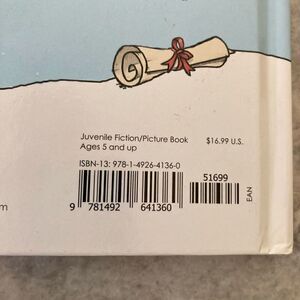 Juvenile Fiction/Picture Book $16.99 U.S.
Ages 5 and up
ISBN-13: 978-1-4926-4136-0
51699
EAN
m
9 781492 641360